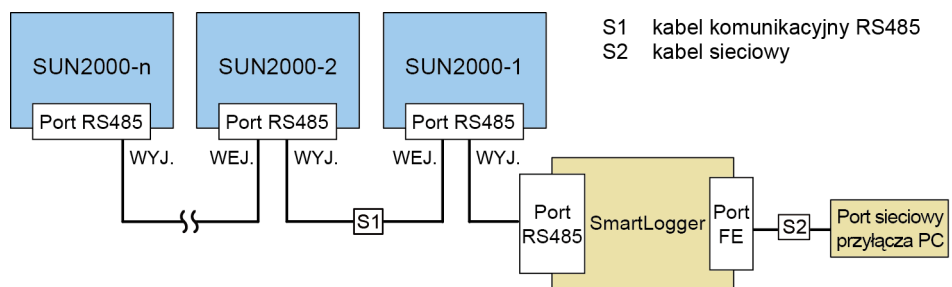 S1 kabel komunikacyjny RS485
S2 kabel sieciowy
SUN2000-n
SUN2000-2
SUN2000-1
Port RS485
Port RS485
Port RS485
WYJ.
WEJ.
WYJ.
WEJ.
WYJ.
S1
Port
RS485
SmartLogger
Port
FE
S2
Port sieciowy
przyłącza PC